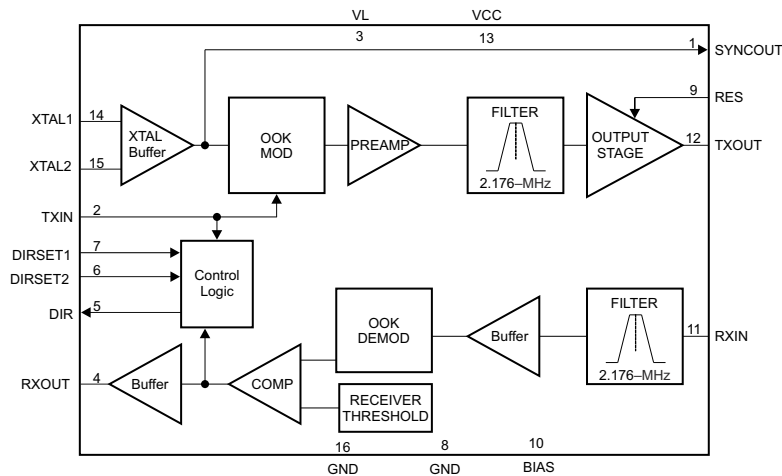 VL
VCC
3
13
1
SYNCOUT
9
RES
XTAL1
14
XTAL
Buffer
XTAL2
15
OOK
MOD
PREAMP
FILTER
2.176–MHz
OUTPUT
STAGE
12
TXOUT
TXIN
2
DIRSET1
7
DIRSET2
6
DIR
5
Control
Logic
OOK
DEMOD
Buffer
FILTER
2.176–MHz
11
RXIN
RXOUT
4
Buffer
COMP
RECEIVER
THRESHOLD
16
GND
8
GND
10
BIAS